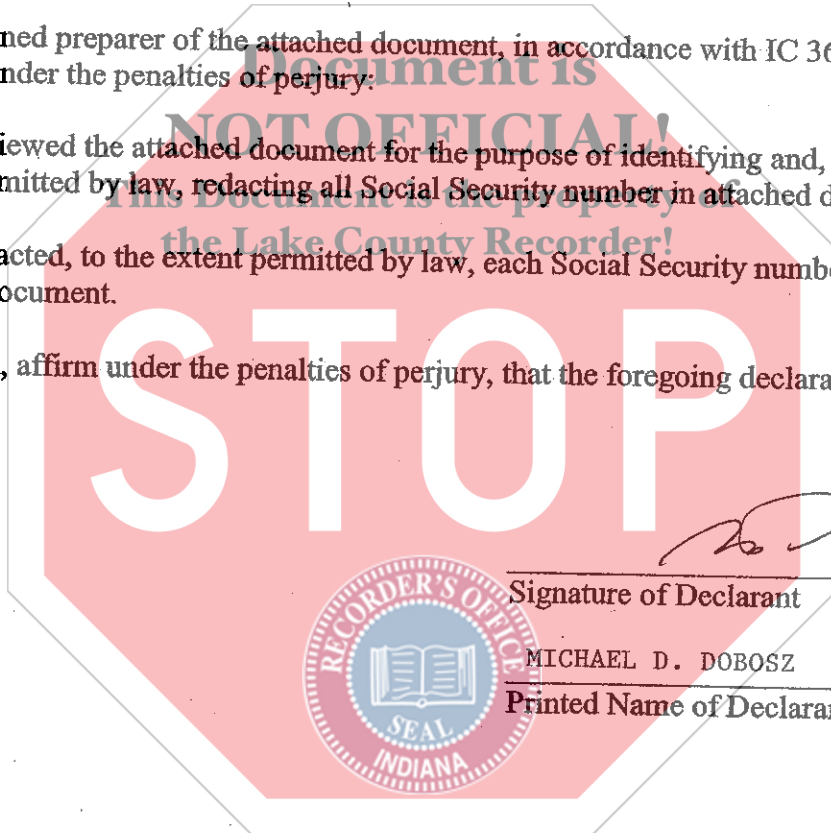 ned preparer of the attached document, in accordance with IC 36
nder the penalties of perjury:
Document is
NOT OFFICIAL!
iewed the attached document for the purpose of identifying and,
mitted by law, redacting all Social Security number in attached d
This Document is the property of
the Lake County Recorder!
acted, to the extent permitted by law, each Social Security numb
ocument.
STOP
, affirm under the penalties of perjury, that the foregoing declara
Signature of Declarant
MICHAEL D. DOBOSZ
Printed Name of Declaran
RECORDER'S OFFICE
SEAL
INDIANA